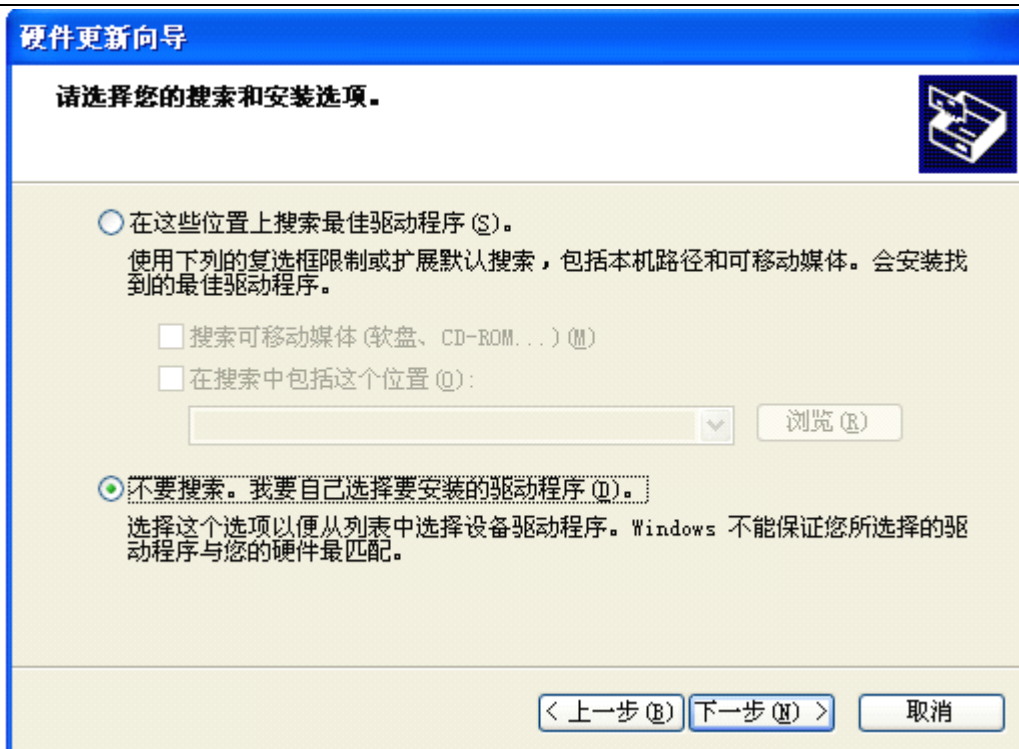 硬件更新向导
请选择您的搜索和安装选项。
在这些位置上搜索最佳驱动程序(S)。
使用下列的复选框限制或扩展默认搜索，包括本机路径和可移动媒体。会安装找
到的最佳驱动程序。
搜索可移动媒体(软盘、CD-ROM...)(M)
在搜索中包括这个位置(O):
浏览(R)
不要搜索。我要自己选择要安装的驱动程序(D)。
选择这个选项以便从列表中选择设备驱动程序。Windows 不能保证您所选择的驱
动程序与您的硬件最匹配。
< 上一步(B) 下一步(N) > 取消